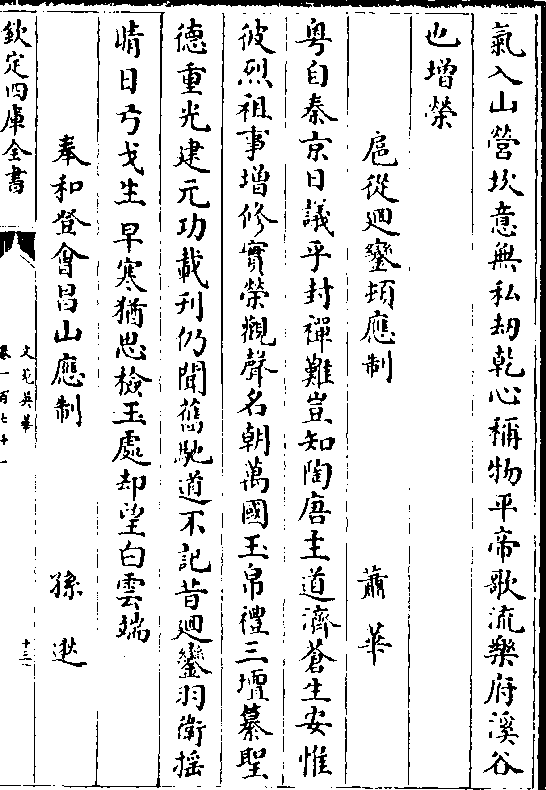 氣入山營坎意無私刼乾心稱物平帝歌流樂府溪谷
也增榮
扈從迴鑾應制
蕭華
粤自秦京日議乎封禪難豈知陶唐主道濟蒼生安惟
彼烈祖事增修實榮觀聲名朝萬國玉帛禮三壇纂聖
德重光建元功載刊仍聞舊馳道不記昔迴鑾羽衛揺
晴日弓戈生早寒猶思檢玉處却望白雲端
奉和登會昌山應制
孫逖
欽定四庫全書
文苑英華
卷一百七十一
十三